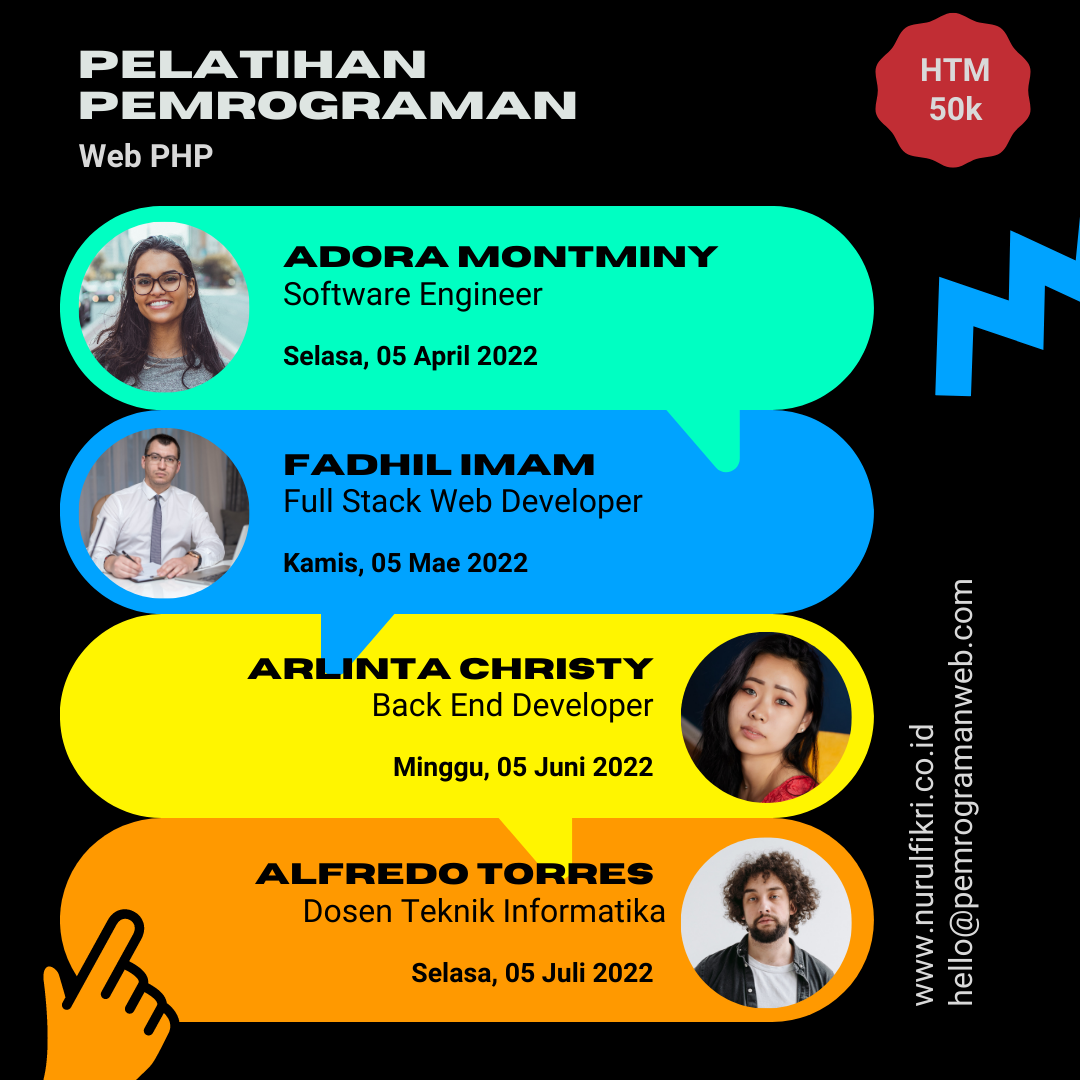 PELATIHAN
PEMROGRAMAN
Web PHP
HTM
50k
ADORA MONTMINY
Software Engineer
Selasa, 05 April 2022
FADHIL IMAM
Full Stack Web Developer
Kamis, 05 Mae 2022
ARLINTA CHRISTY
Back End Developer
Minggu, 05 Juni 2022
ALFREDO TORRES
Dosen Teknik Informatika
Selasa, 05 Juli 2022
www.nurulfikri.co.id
hello@pemrogramanweb.com